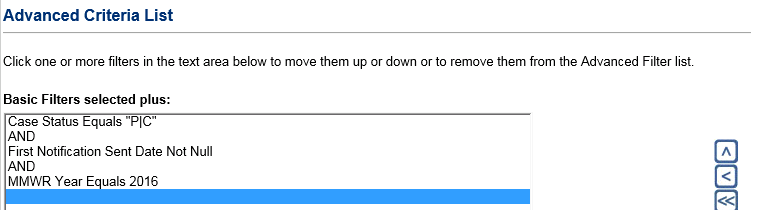 Advanced Criteria List
Click one or more filters in the text area below to move them up or down or to remove them from the Advanced Filter list.
Basic Filters selected plus:
Case Status Equals "P|C"
AND
First Notification Sent Date Not Null
AND
MMWR Year Equals 2016